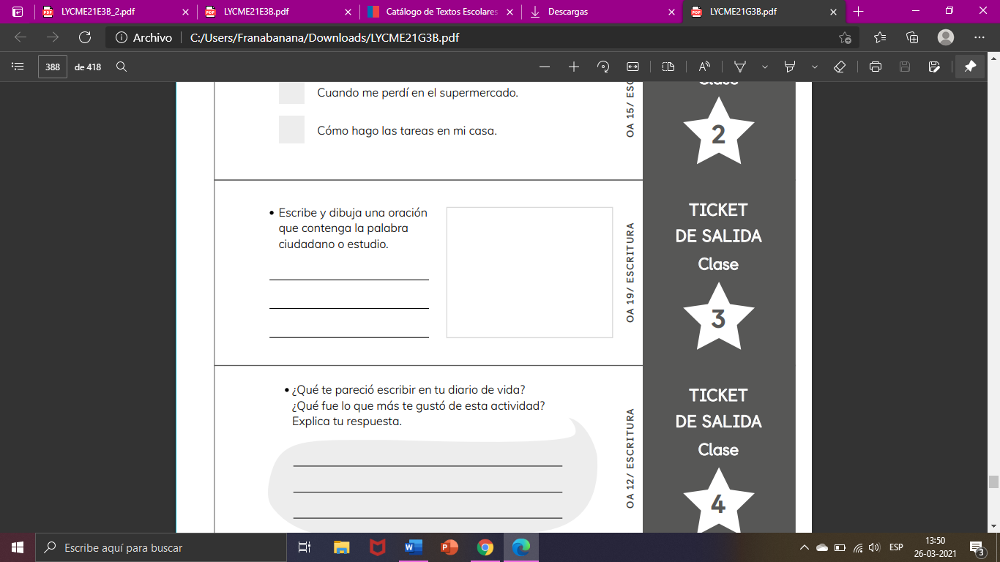 LYCME21E3B_2.pdf
LYCME21E3B.pdf
Catálogo de Textos Escolares
Descargas
LYCME21G3B.pdf
Archivo
C:/Users/Franabanana/Downloads/LYCME21G3B.pdf
388 de 418
Cuando me perdí en el supermercado.
Cómo hago las tareas en mi casa.
OA 15/ ESC
Clase
2
• Escribe y dibuja una oración
que contenga la palabra
ciudadano o estudio.
OA 19/ ESCRITURA
TICKET
DE SALIDA
Clase
3
• ¿Qué te pareció escribir en tu diario de vida?
¿Qué fue lo que más te gustó de esta actividad?
Explica tu respuesta.
OA 12/ ESCRITURA
TICKET
DE SALIDA
Clase
4
Escribe aquí para buscar
ESP
13:50
26-03-2021
3